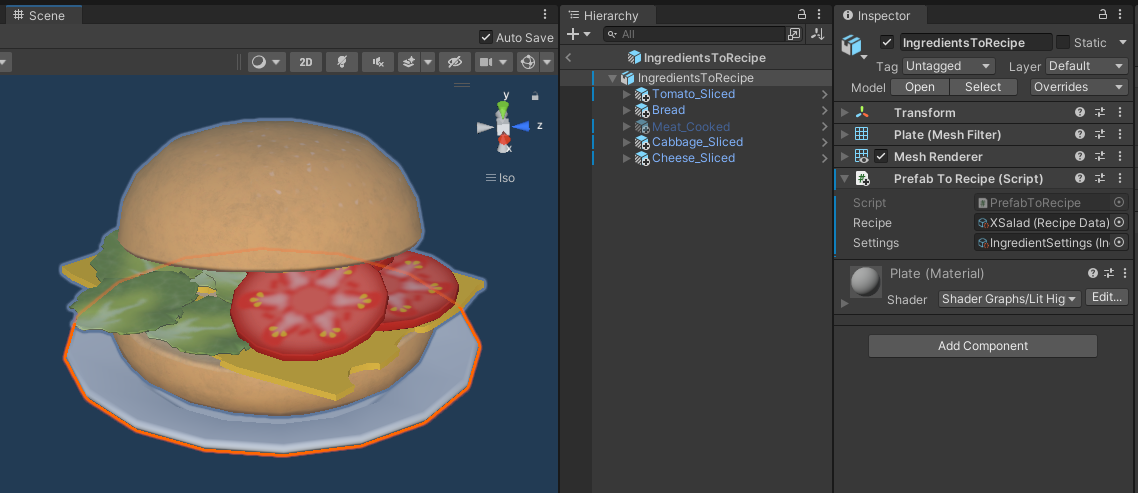 Scene
Auto Save
2D
y
z
x
Iso
Hierarchy
All
IngredientsToRecipe
IngredientsToRecipe
Tomato_Sliced
Bread
Meat_Cooked
Cabbage_Sliced
Cheese_Sliced
Inspector
IngredientsToRecipe
Static
Tag Untagged Layer Default
Model Open Select Overrides
Transform
Plate (Mesh Filter)
Mesh Renderer
Prefab To Recipe (Script)
Script PrefabToRecipe
Recipe XSalad (Recipe Data)
Settings IngredientSettings (In
Plate (Material)
Shader Shader Graphs/Lit Hig Edit...
Add Component